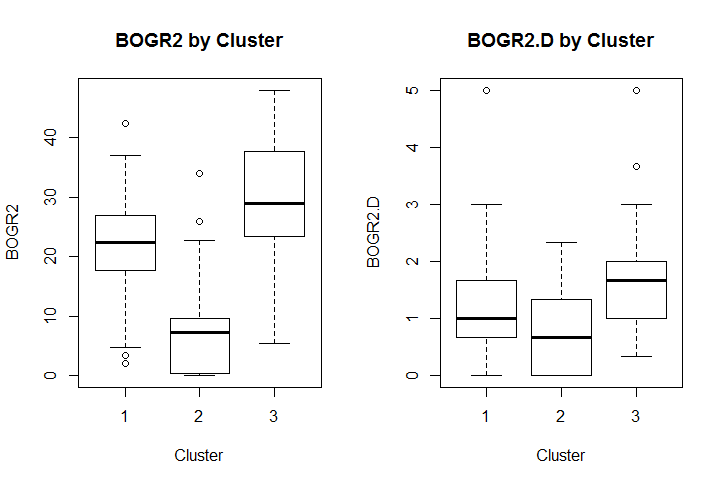 BOGR2 by Cluster
BOGR2
40
30
20
10
0
1 2 3
Cluster
BOGR2.D by Cluster
BOGR2.D
5
4
3
2
1
0
1 2 3
Cluster